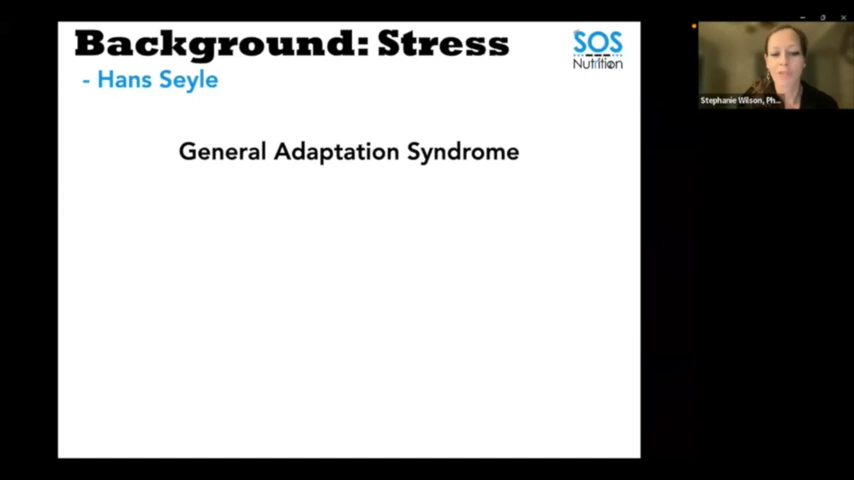 Background: Stress
- Hans Seyle
SOS
Nutrition
General Adaptation Syndrome
Stephanie Wilson, Ph...